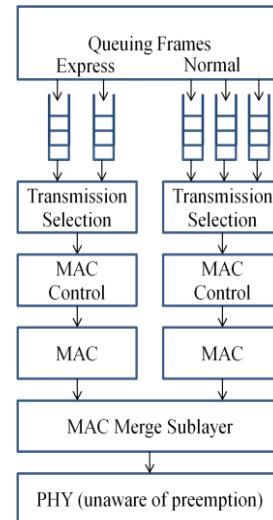 Queuing Frames
Express Normal
Transmission Selection
Transmission Selection
MAC Control
MAC Control
MAC
MAC
MAC Merge Sublayer
PHY (unaware of preemption)